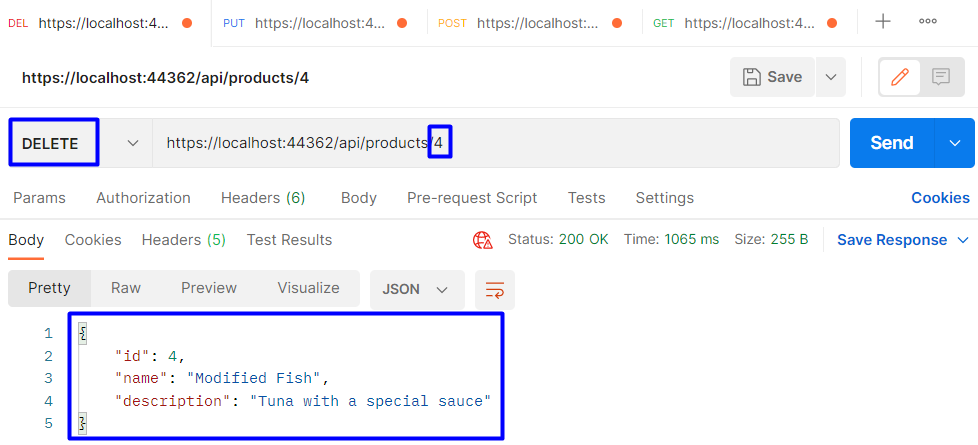 DEL https://localhost:4... PUT https://localhost:4... POST https://localhost:4... GET https://localhost:4...
https://localhost:44362/api/products/4 Save
DELETE https://localhost:44362/api/products/4 Send
Params Authorization Headers (6) Body Pre-request Script Tests Settings Cookies
Body Cookies Headers (5) Test Results Status: 200 OK Time: 1065 ms Size: 255 B Save Response
Pretty Raw Preview Visualize JSON
1 {
2 "id": 4,
3 "name": "Modified Fish",
4 "description": "Tuna with a special sauce"
5 }